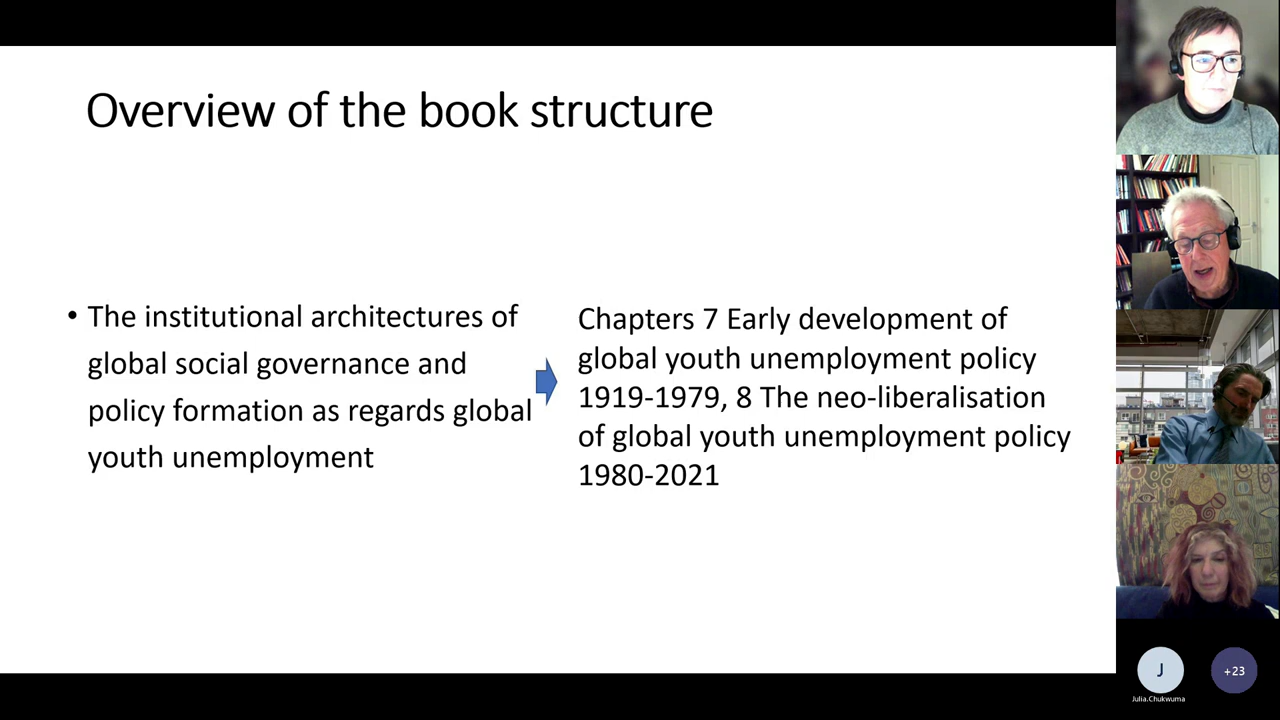 Overview of the book structure
• The institutional architectures of
global social governance and
policy formation as regards global
youth unemployment
Chapters 7 Early development of
global youth unemployment policy
1919-1979, 8 The neo-liberalisation
of global youth unemployment policy
1980-2021
J
+23
Julia.Chukwuma